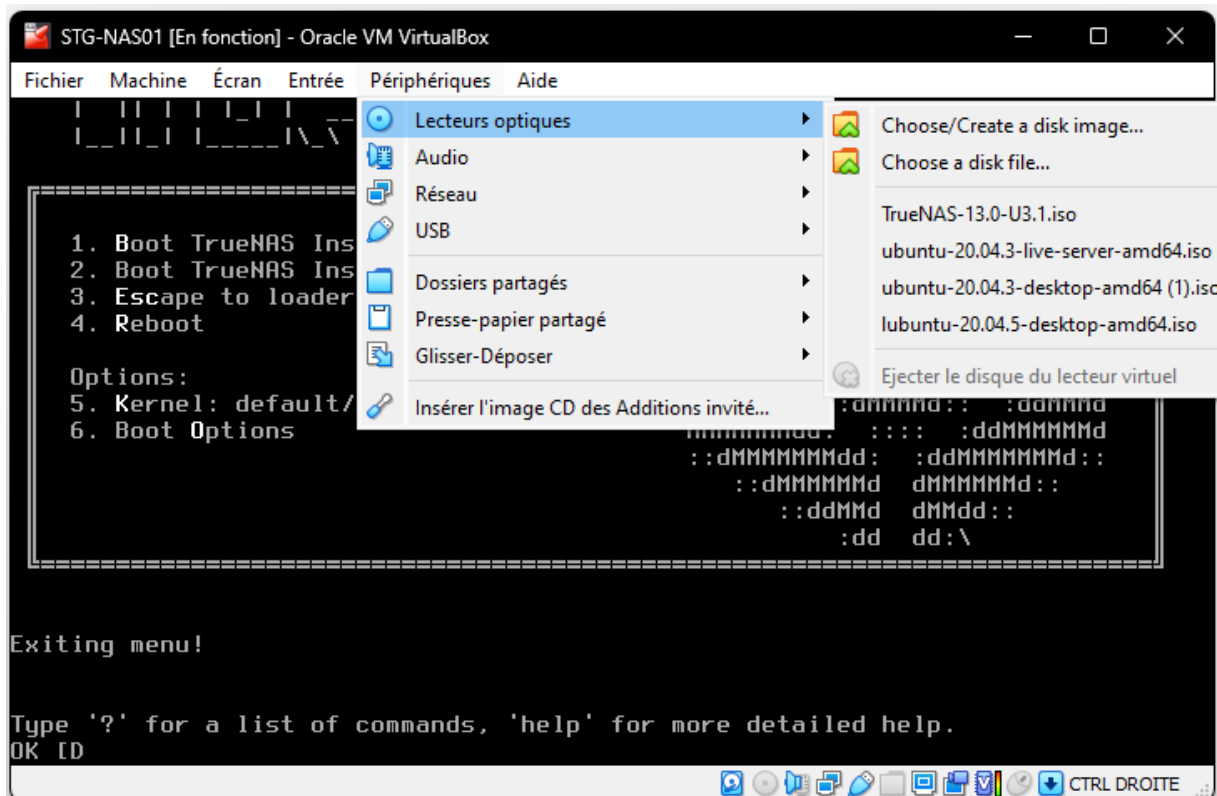 STG-NAS01 [En fonction] - Oracle VM VirtualBox
Fichier Machine Écran Entrée Périphériques Aide
Lecteurs optiques
Audio
Réseau
USB
Dossiers partagés
Presse-papier partagé
Glisser-Déposer
Insérer l'image CD des Additions invité...
Choose/Create a disk image...
Choose a disk file...
TrueNAS-13.0-U3.1.iso
ubuntu-20.04.3-live-server-amd64.iso
ubuntu-20.04.3-desktop-amd64 (1).iso
lubuntu-20.04.5-desktop-amd64.iso
Ejecter le disque du lecteur virtuel
1. Boot TrueNAS Ins
2. Boot TrueNAS Ins
3. Escape to loader
4. Reboot
Options:
5. Kernel: default/
6. Boot Options
Exiting menu!
Type '?' for a list of commands, 'help' for more detailed help.
OK [D
CTRL DROITE